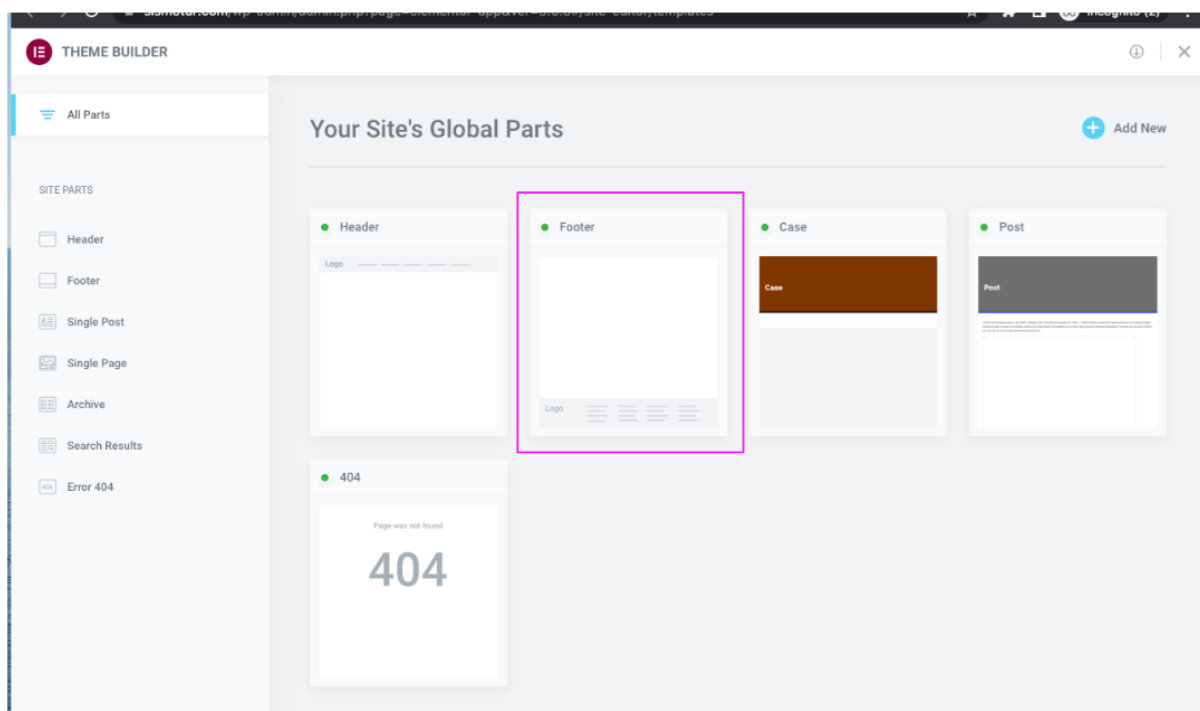 THEME BUILDER
All Parts
Your Site's Global Parts
Add New
SITE PARTS
Header
Footer
Single Post
Single Page
Archive
Search Results
Error 404
Header
Logo
Footer
Logo
Case
Case
Post
Post
404
Page was not found
404